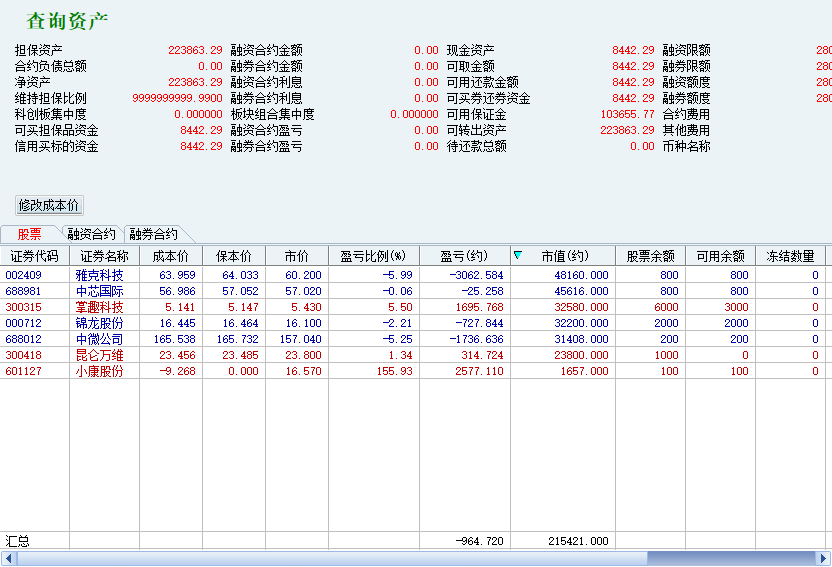 查询资产
担保资产 223863.29 融资合约金额 0.00 现金资产 8442.29 融资限额 280
合约负债总额 0.00 融券合约金额 0.00 可取金额 8442.29 融券限额 280
净资产 223863.29 融资合约利息 0.00 可用还款金额 8442.29 融资额度 280
维持担保比例 9999999999.9900 融券合约利息 0.00 可买券还券资金 8442.29 融券额度 280
科创板集中度 0.000000 板块组合集中度 0.000000 可用保证金 103655.77 合约费用
可买担保品资金 8442.29 融资合约盈亏 0.00 可转出资产 223863.29 其他费用
信用买标的资金 8442.29 融券合约盈亏 0.00 待还款总额 0.00 币种名称
修改成本价
股票 融资合约 融券合约
证券代码 证券名称 成本价 保本价 市价 盈亏比例(%) 盈亏(约) 市值(约) 股票余额 可用余额 冻结数量
002409 雅克科技 63.959 64.033 60.200 -5.99 -3062.584 48160.000 800 800 0
688981 中芯国际 56.986 57.052 57.020 -0.06 -25.258 45616.000 800 800 0
300315 掌趣科技 5.141 5.147 5.430 5.50 1695.768 32580.000 6000 3000 0
000712 锦龙股份 16.445 16.464 16.100 -2.21 -727.844 32200.000 2000 2000 0
688012 中微公司 165.538 165.732 157.040 -5.25 -1736.636 31408.000 200 200 0
300418 昆仑万维 23.456 23.485 23.800 1.34 314.724 23800.000 1000 0 0
601127 小康股份 -9.268 0.000 16.570 155.93 2577.110 1657.000 100 100 0
汇总 -964.720 215421.000